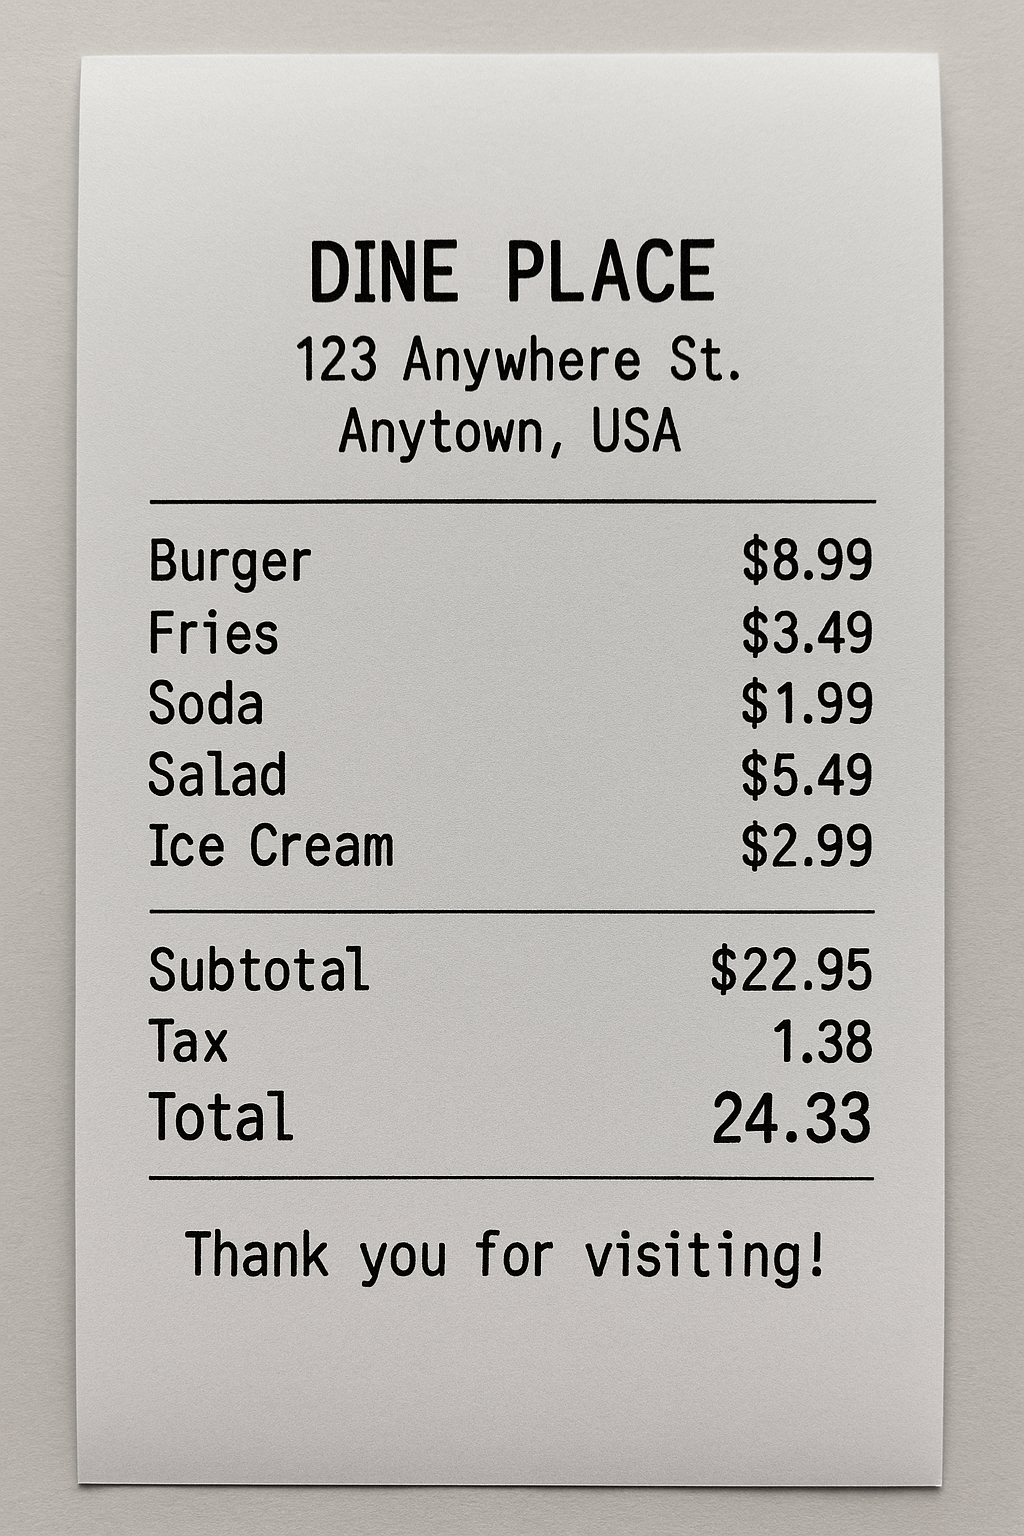 DINE PLACE
123 Anywhere St.
Anytown, USA
Burger $8.99
Fries $3.49
Soda $1.99
Salad $5.49
Ice Cream $2.99
Subtotal $22.95
Tax 1.38
Total 24.33
Thank you for visiting!